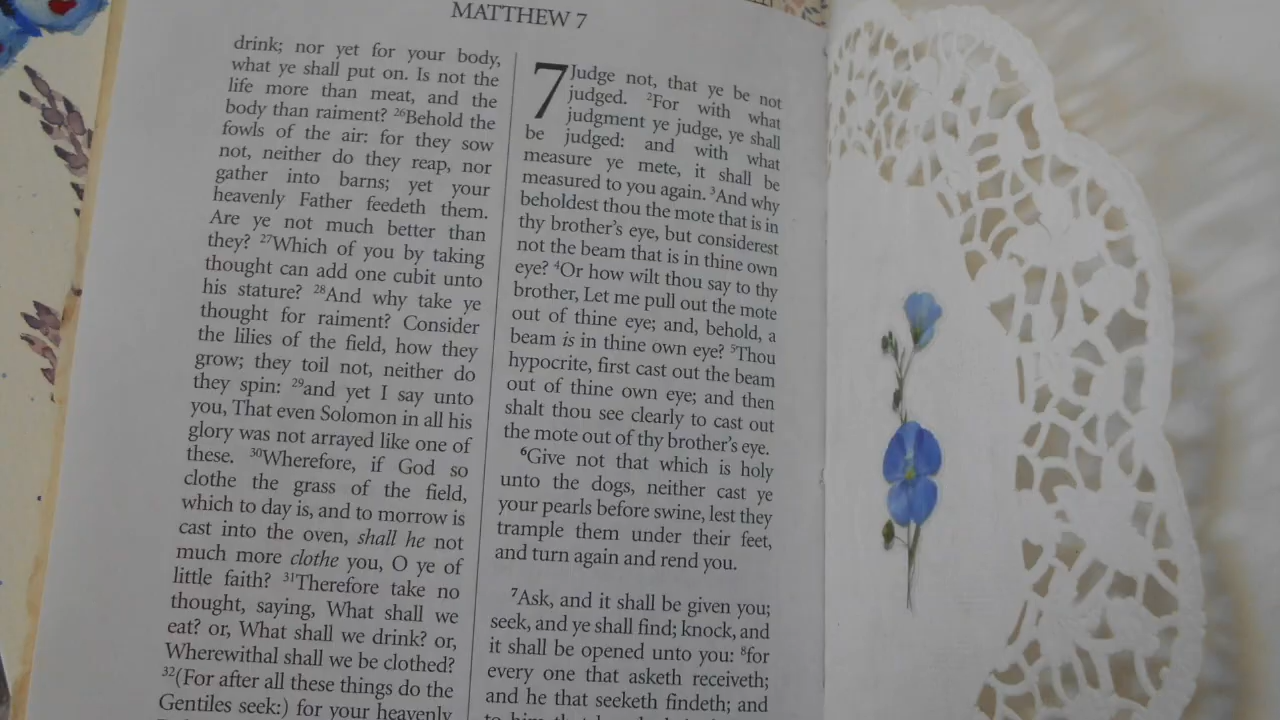 MATTHEW 7
drink; nor yet for your body,
what ye shall put on. Is not the
life more than meat, and the
body than raiment? 26Behold the
fowls of the air: for they sow
not, neither do they reap, nor
gather into barns; yet your
heavenly Father feedeth them.
Are ye not much better than
they? 27Which of you by taking
thought can add one cubit unto
his stature? 28And why take ye
thought for raiment? Consider
the lilies of the field, how they
grow; they toil not, neither do
they spin: 29and yet I say unto
you, That even Solomon in all his
glory was not arrayed like one of
these. 30Wherefore, if God so
clothe the grass of the field,
which to day is, and to morrow is
cast into the oven, shall he not
much more clothe you, O ye of
little faith? 31Therefore take no
thought, saying, What shall we
eat? or, What shall we drink? or,
Wherewithal shall we be clothed?
32(For after all these things do the
Gentiles seek:) for your heavenly
7 Judge not, that ye be not
judged. 2For with what
judgment ye judge, ye shall
be judged: and with what
measure ye mete, it shall be
measured to you again. 3And why
beholdest thou the mote that is in
thy brother's eye, but considerest
not the beam that is in thine own
eye? 4Or how wilt thou say to thy
brother, Let me pull out the mote
out of thine eye; and, behold, a
beam is in thine own eye? 5Thou
hypocrite, first cast out the beam
out of thine own eye; and then
shalt thou see clearly to cast out
the mote out of thy brother's eye.
6Give not that which is holy
unto the dogs, neither cast ye
your pearls before swine, lest they
trample them under their feet,
and turn again and rend you.
7Ask, and it shall be given you;
seek, and ye shall find; knock, and
it shall be opened unto you: 8for
every one that asketh receiveth;
and he that seeketh findeth; and